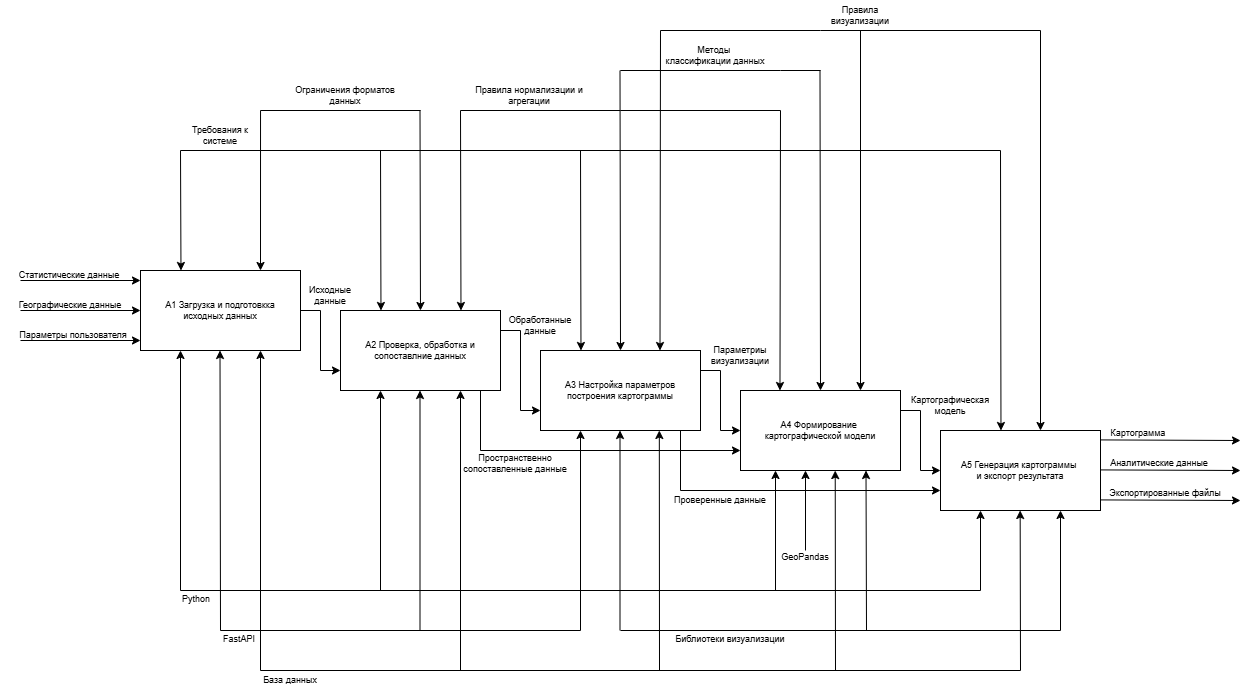 Правила
визуализации
Методы
классификации данных
Ограничения форматов
данных
Правила нормализации и
агрегации
Требования к
системе
Статистические данные
Географические данные
Параметры пользователя
А1 Загрузка и подготовкка
исходных данных
Исходные
данные
А2 Проверка, обработка и
сопоставлние данных
Обработанные
данные
А3 Настройка параметров
построения картограммы
Параметриы
визуализации
А4 Формирование
картографической модели
Картографическая
модель
А5 Генерация картограммы
и экспорт результата
Картограмма
Аналитические данные
Экспортированные файлы
Пространственно
сопоставленные данные
Проверенные данные
GeoPandas
Python
FastAPI
Библиотеки визуализации
База данных